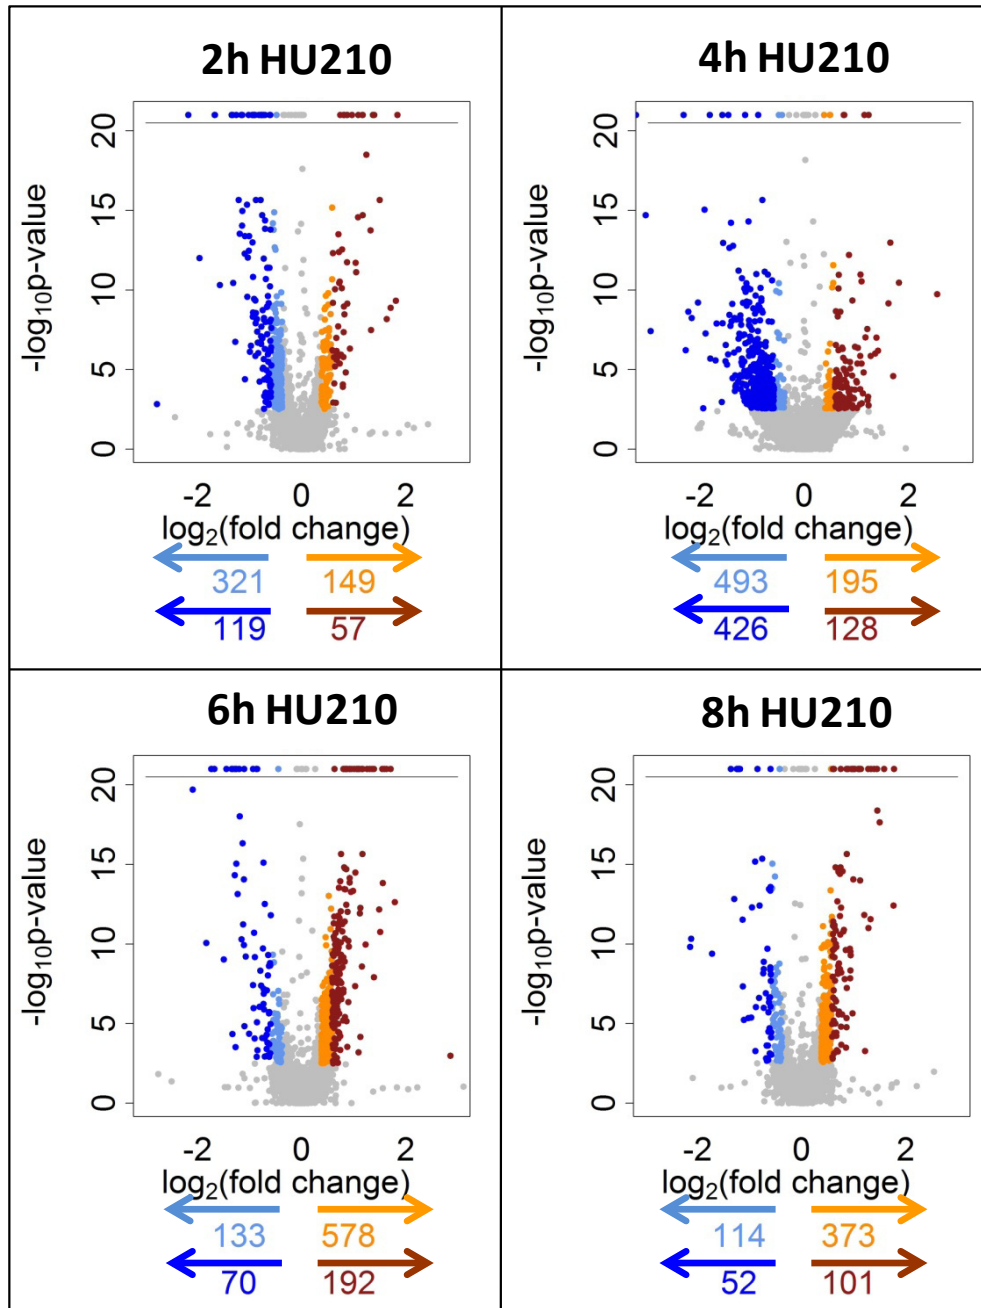 2h HU210
20
15
10
5
0
-log10p-value
-2 0 2
log2(fold change)
321 149
119 57
4h HU210
20
15
10
5
0
-log10p-value
-2 0 2
log2(fold change)
493 195
426 128
6h HU210
20
15
10
5
0
-log10p-value
-2 0 2
log2(fold change)
133 578
70 192
8h HU210
20
15
10
5
0
-log10p-value
-2 0 2
log2(fold change)
114 373
52 101